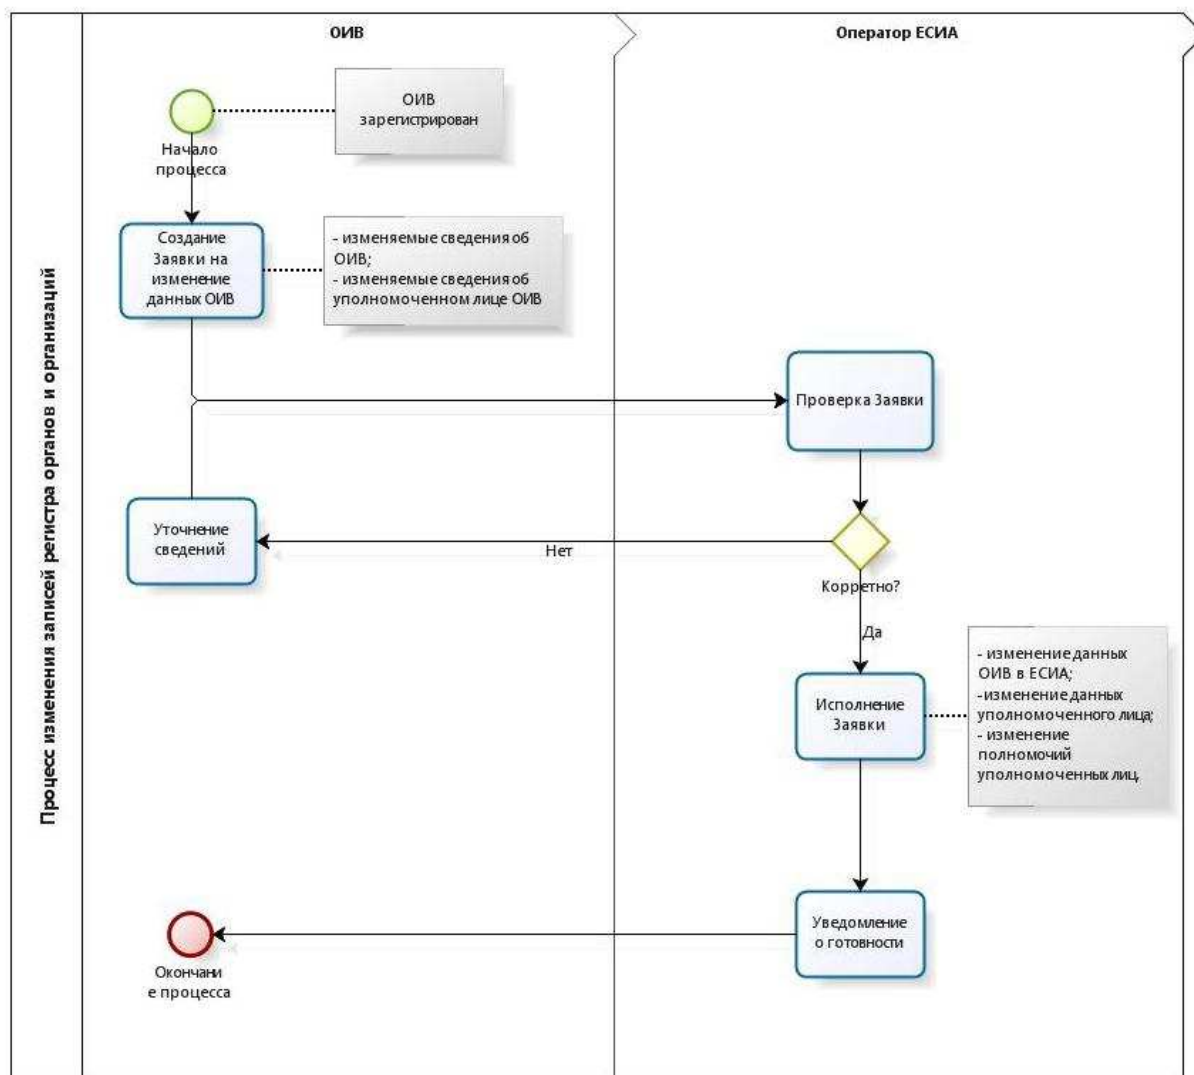 Процесс изменения записей регистра органов и организаций
ОИВ
Оператор ЕСИА
ОИВ
зарегистрирован
Начало
процесса
Создание
Заявки на
изменение
данных ОИВ
- изменяемые сведения об
ОИВ;
- изменяемые сведения об
уполномоченном лице ОИВ
Проверка Заявки
Уточнение
сведений
Нет
Корретно?
Да
Исполнение
Заявки
- изменение данных
ОИВ в ЕСИА;
-изменение данных
уполномоченного лица;
- изменение
полномочий
уполномоченных лиц.
Уведомление
о готовности
Окончани
е процесса